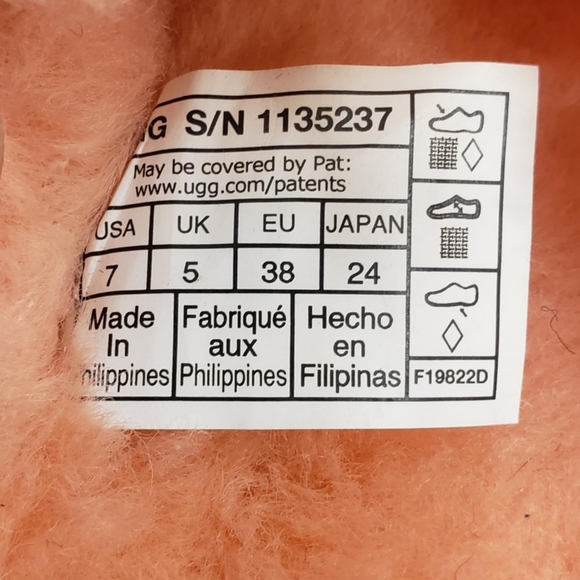 G S/N 1135237
May be covered by Pat:
www.ugg.com/patents
USA UK EU JAPAN
7 5 38 24
Made In Philippines
Fabriqué aux Philippines
Hecho en Filipinas
F19822D